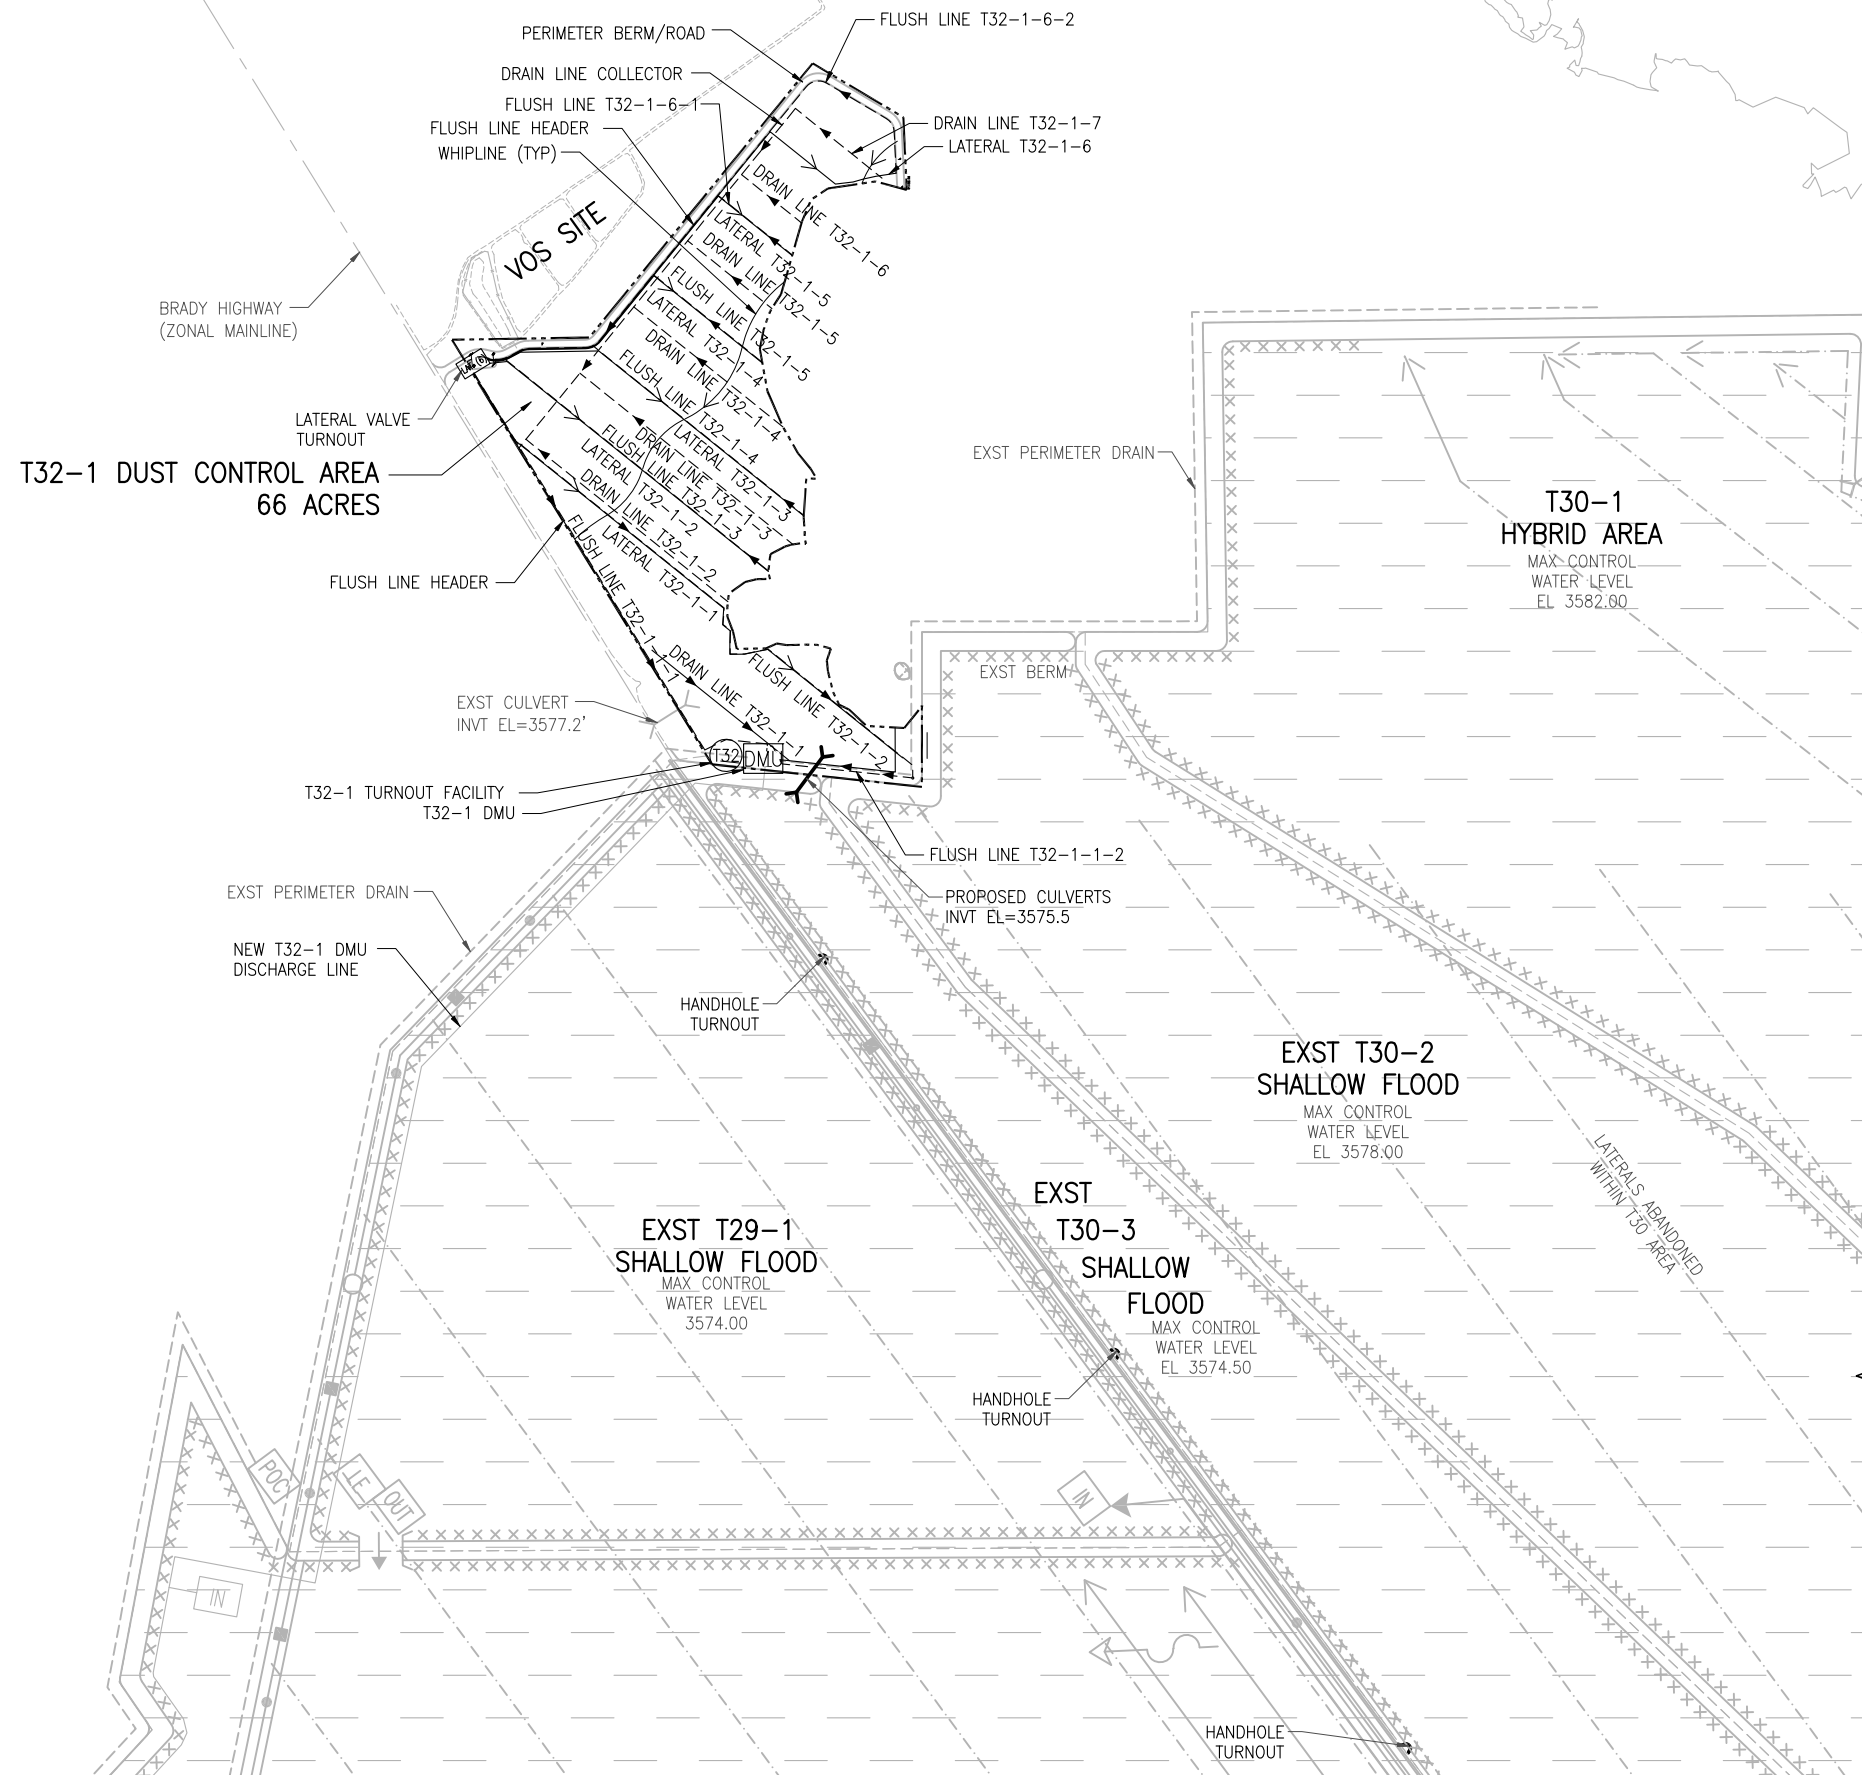 FLUSH LINE T32-1-6-2
PERIMETER BERM/ROAD
DRAIN LINE COLLECTOR
FLUSH LINE T32-1-6-1
FLUSH LINE HEADER
WHIPLINE (TYP)
DRAIN LINE T32-1-7
LATERAL T32-1-6
DRAIN LINE T32-1-6
LATERAL T32-1-5
DRAIN LINE T32-1-5
FLUSH LINE T32-1-5
LATERAL T32-1-4
DRAIN LINE T32-1-4
FLUSH LINE T32-1-4
LATERAL T32-1-3
DRAIN LINE T32-1-3
FLUSH LINE T32-1-3
LATERAL T32-1-2
DRAIN LINE T32-1-2
LATERAL T32-1-1
FLUSH LINE T32-1-1-1
DRAIN LINE T32-1-1
FLUSH LINE T32-1-2
VOS SITE
BRADY HIGHWAY
(ZONAL MAINLINE)
LATERAL VALVE
TURNOUT
T32-1 DUST CONTROL AREA
66 ACRES
FLUSH LINE HEADER
EXST PERIMETER DRAIN
T30-1
HYBRID AREA
MAX CONTROL
WATER LEVEL
EL 3582.00
EXST BERM
EXST CULVERT
INVT EL=3577.2'
T32
DMU
T32-1 TURNOUT FACILITY
T32-1 DMU
FLUSH LINE T32-1-1-2
PROPOSED CULVERTS
INVT EL=3575.5
EXST PERIMETER DRAIN
NEW T32-1 DMU
DISCHARGE LINE
HANDHOLE
TURNOUT
EXST T30-2
SHALLOW FLOOD
MAX CONTROL
WATER LEVEL
EL 3578.00
LATERALS ABANDONED
WITHIN T30 AREA
EXST T29-1
SHALLOW FLOOD
MAX CONTROL
WATER LEVEL
3574.00
EXST
T30-3
SHALLOW
FLOOD
MAX CONTROL
WATER LEVEL
EL 3574.50
HANDHOLE
TURNOUT
POC
LF
OUT
IN
IN
HANDHOLE
TURNOUT